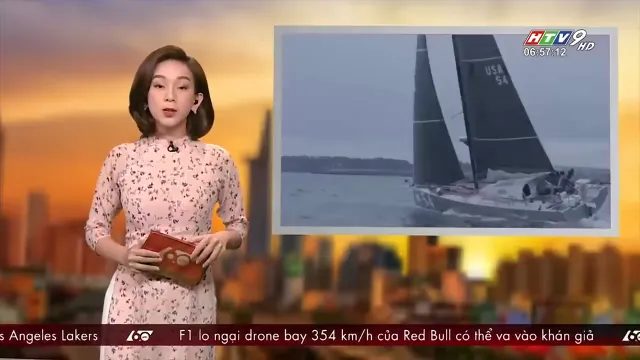 HTV9 HD
06:57:12
USA
54
s Angeles Lakers
60
F1 lo ngại drone bay 354 km/h của Red Bull có thể va vào khán giả